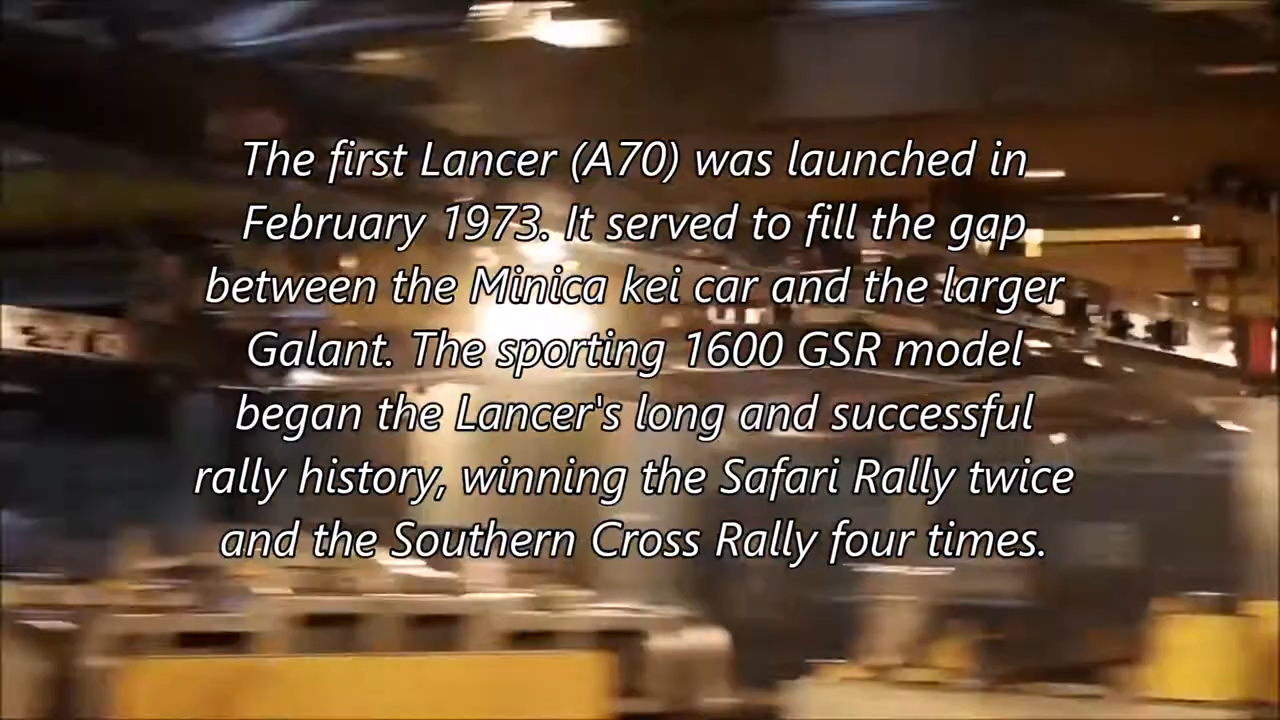 The first Lancer (A70) was launched in
February 1973. It served to fill the gap
between the Minica kei car and the larger
Galant. The sporting 1600 GSR model
began the Lancer's long and successful
rally history, winning the Safari Rally twice
and the Southern Cross Rally four times.